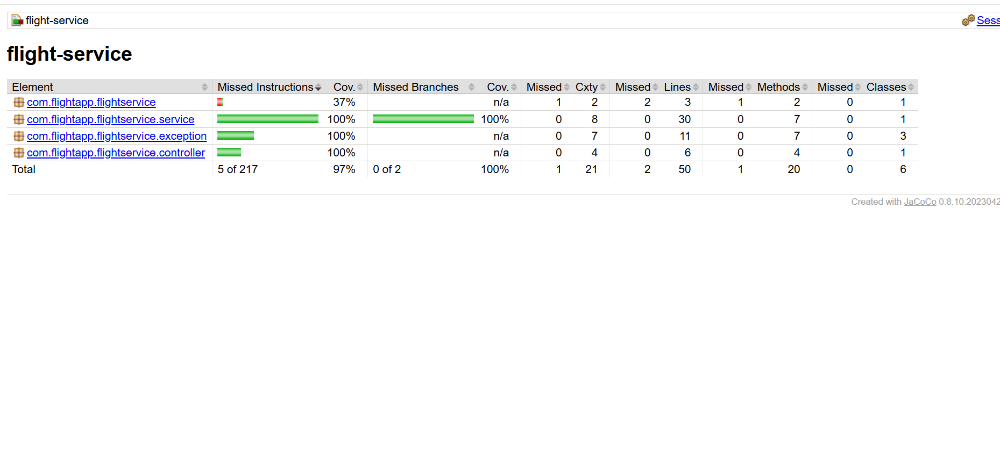 flight-service Sess
flight-service
Element Missed Instructions Cov. Missed Branches Cov. Missed Cxty Missed Lines Missed Methods Missed Classes
com.flightapp.flightservice 37% n/a 1 2 2 3 1 2 0 1
com.flightapp.flightservice.service 100% 100% 0 8 0 30 0 7 0 1
com.flightapp.flightservice.exception 100% n/a 0 7 0 11 0 7 0 3
com.flightapp.flightservice.controller 100% n/a 0 4 0 6 0 4 0 1
Total 5 of 217 97% 0 of 2 100% 1 21 2 50 1 20 0 6
Created with JaCoCo 0.8.10.2023042